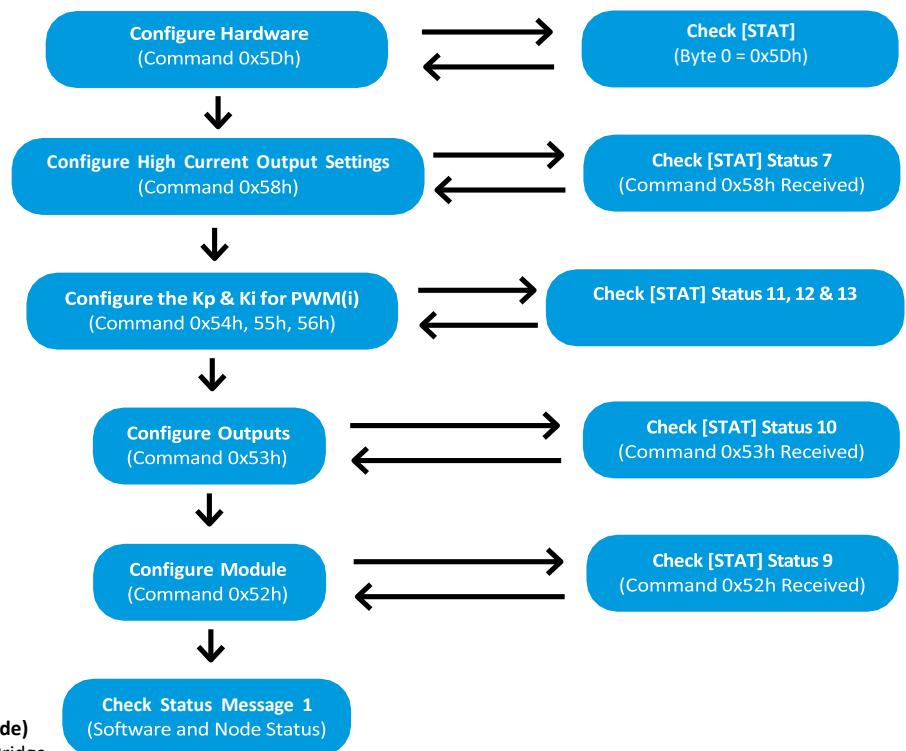 Configure Hardware
(Command 0x5Dh)
Check [STAT]
(Byte 0 = 0x5Dh)
Configure High Current Output Settings
(Command 0x58h)
Check [STAT] Status 7
(Command 0x58h Received)
Configure the Kp & Ki for PWM(i)
(Command 0x54h, 55h, 56h)
Check [STAT] Status 11, 12 & 13
Configure Outputs
(Command 0x53h)
Check [STAT] Status 10
(Command 0x53h Received)
Configure Module
(Command 0x52h)
Check [STAT] Status 9
(Command 0x52h Received)
Check Status Message 1
(Software and Node Status)
de)